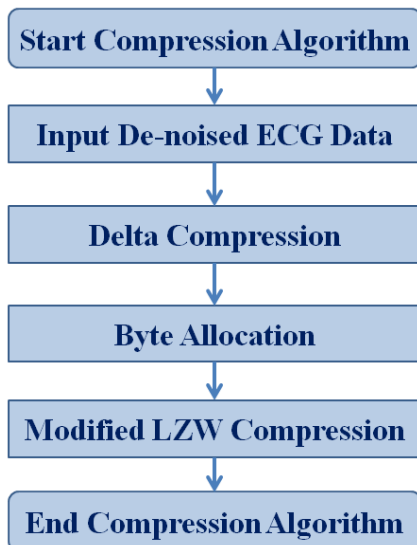 Start Compression Algorithm
Input De-noised ECG Data
Delta Compression
Byte Allocation
Modified LZW Compression
End Compression Algorithm